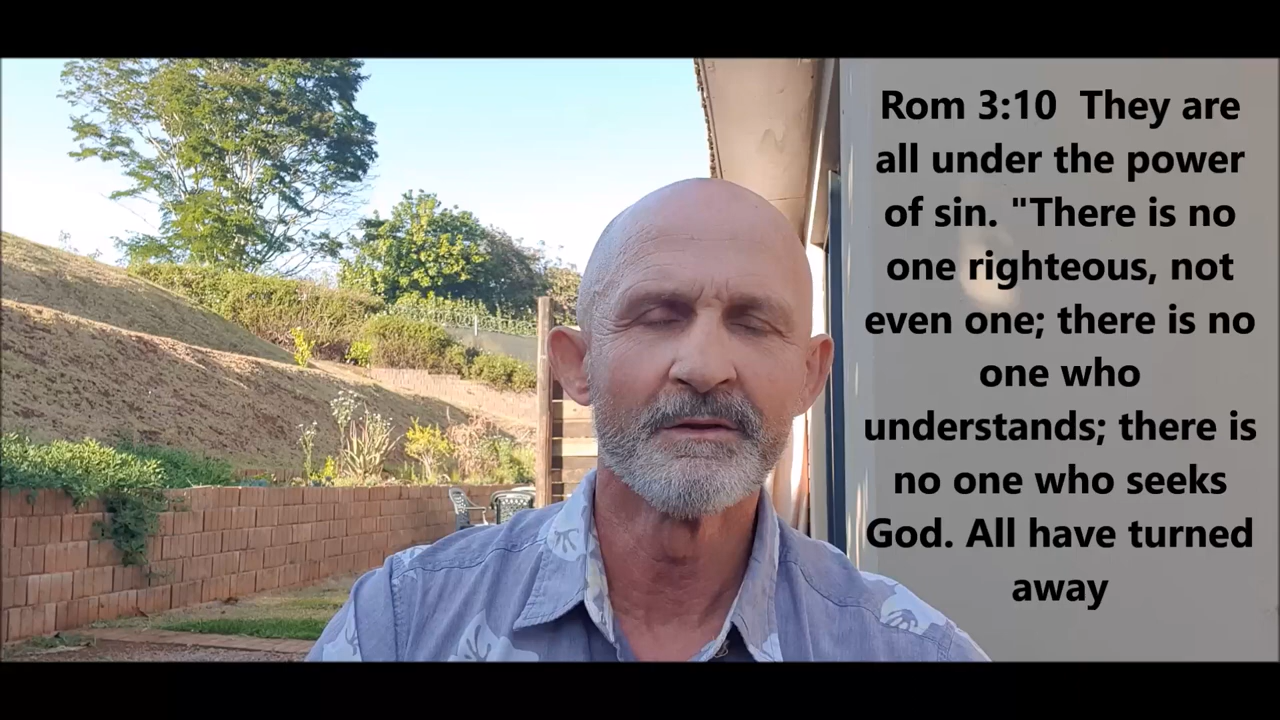 Rom 3:10  They are
all under the power
of sin. "There is no
one righteous, not
even one; there is no
one who
understands; there is
no one who seeks
God. All have turned
away